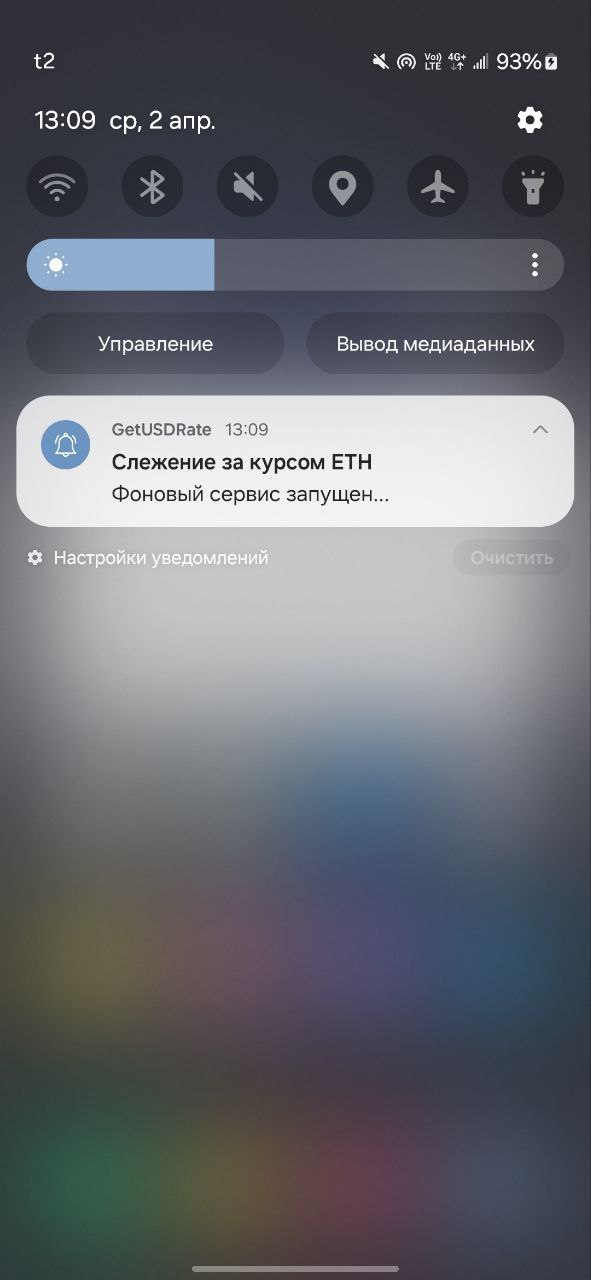 t2 Vo)) LTE 4G+ 93%
13:09 ср, 2 апр.
Управление Вывод медиаданных
GetUSDRate 13:09
Слежение за курсом ETH
Фоновый сервис запущен...
Настройки уведомлений Очистить